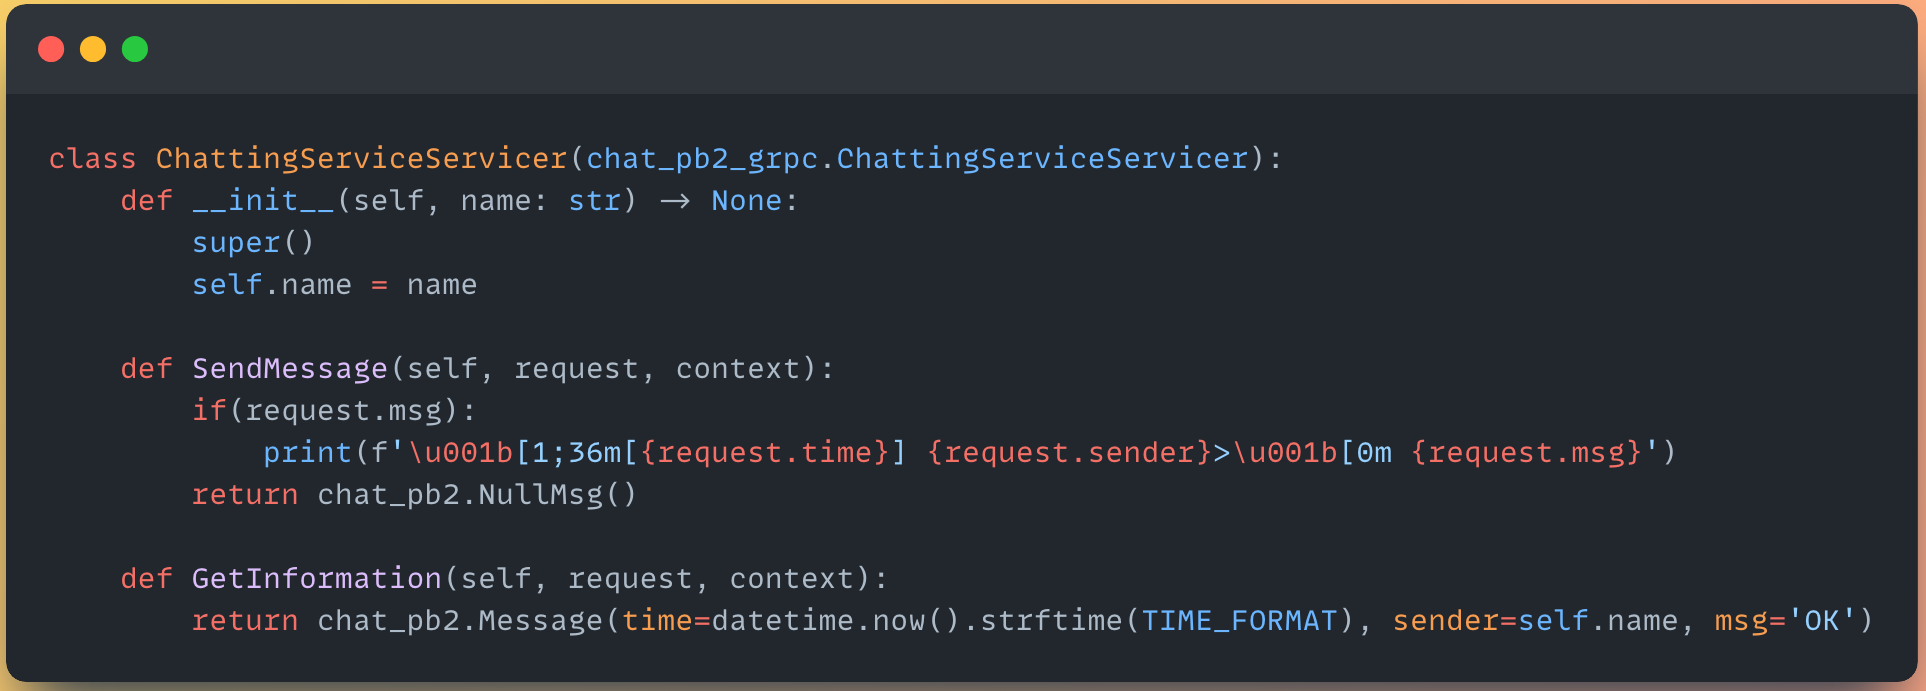 class ChattingServiceServicer(chat_pb2_grpc.ChattingServiceServicer):
    def __init__(self, name: str) -> None:
        super()
        self.name = name

    def SendMessage(self, request, context):
        if(request.msg):
            print(f'\u001b[1;36m[{request.time}] {request.sender}>\u001b[0m {request.msg}')
        return chat_pb2.NullMsg()

    def GetInformation(self, request, context):
        return chat_pb2.Message(time=datetime.now().strftime(TIME_FORMAT), sender=self.name, msg='OK')